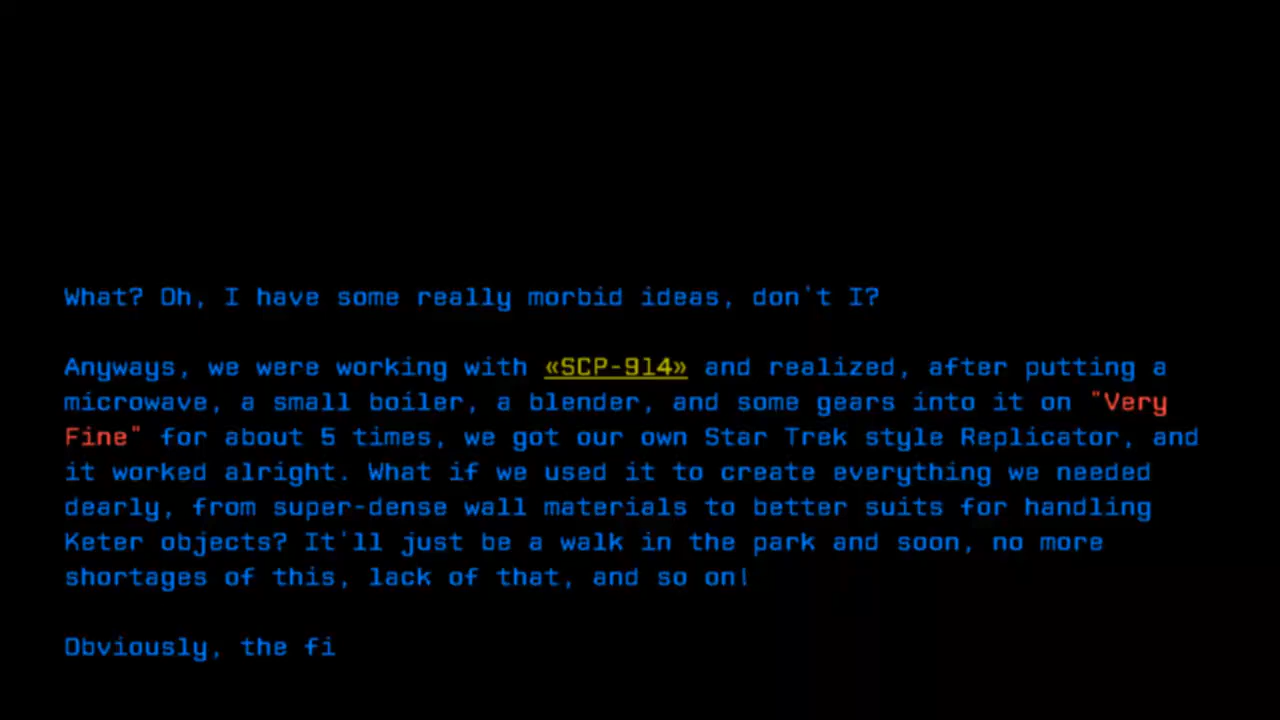 What? Oh, I have some really morbid ideas, don't I?
Anyways, we were working with «SCP-914» and realized, after putting a
microwave, a small boiler, a blender, and some gears into it on "Very
Fine" for about 5 times, we got our own Star Trek style Replicator, and
it worked alright. What if we used it to create everything we needed
dearly, from super-dense wall materials to better suits for handling
Keter objects? It'll just be a walk in the park and soon, no more
shortages of this, lack of that, and so on!
Obviously, the fi